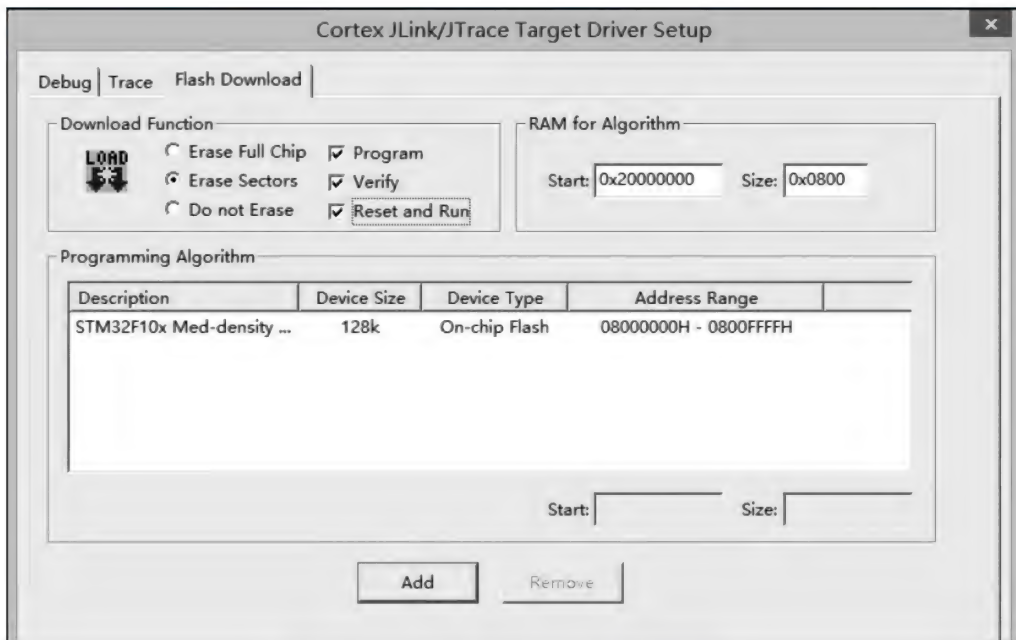 Cortex JLink/JTrace Target Driver Setup
x
Debug Trace Flash Download
Download Function
LOAD
Erase Full Chip
Erase Sectors
Do not Erase
Program
Verify
Reset and Run
RAM for Algorithm
Start: 0x20000000 Size: 0x0800
Programming Algorithm
Description Device Size Device Type Address Range
STM32F10x Med-density ... 128k On-chip Flash 08000000H - 0800FFFFH
Start: Size:
Add Remove